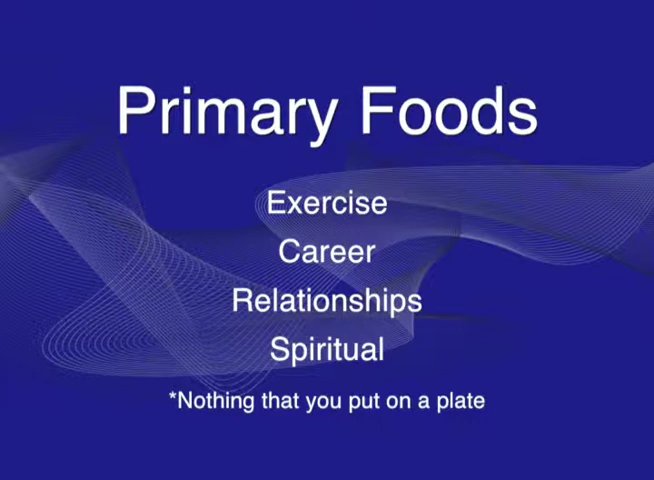 Primary Foods
Exercise
Career
Relationships
Spiritual
*Nothing that you put on a plate